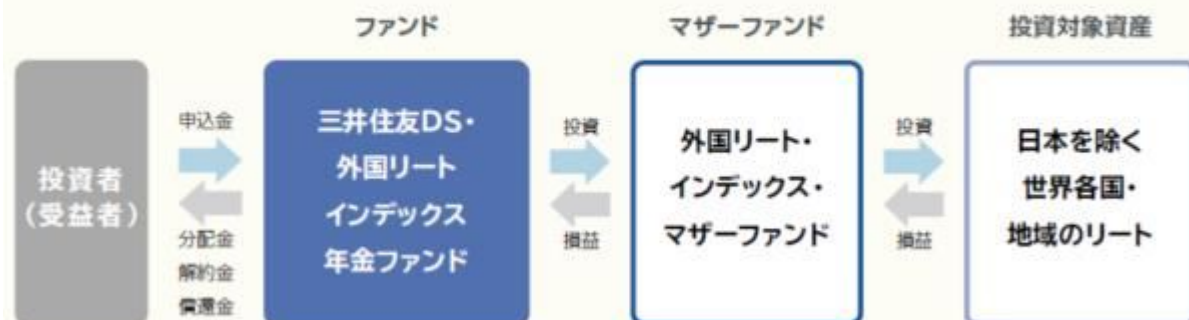 ファンド
マザーファンド
投資対象資産
投資者
(受益者)
申込金
分配金
解約金
償還金
三井住友DS・
外国リート
インデックス
年金ファンド
投資
損益
外国リート・
インデックス・
マザーファンド
投資
損益
日本を除く
世界各国・
地域のリート